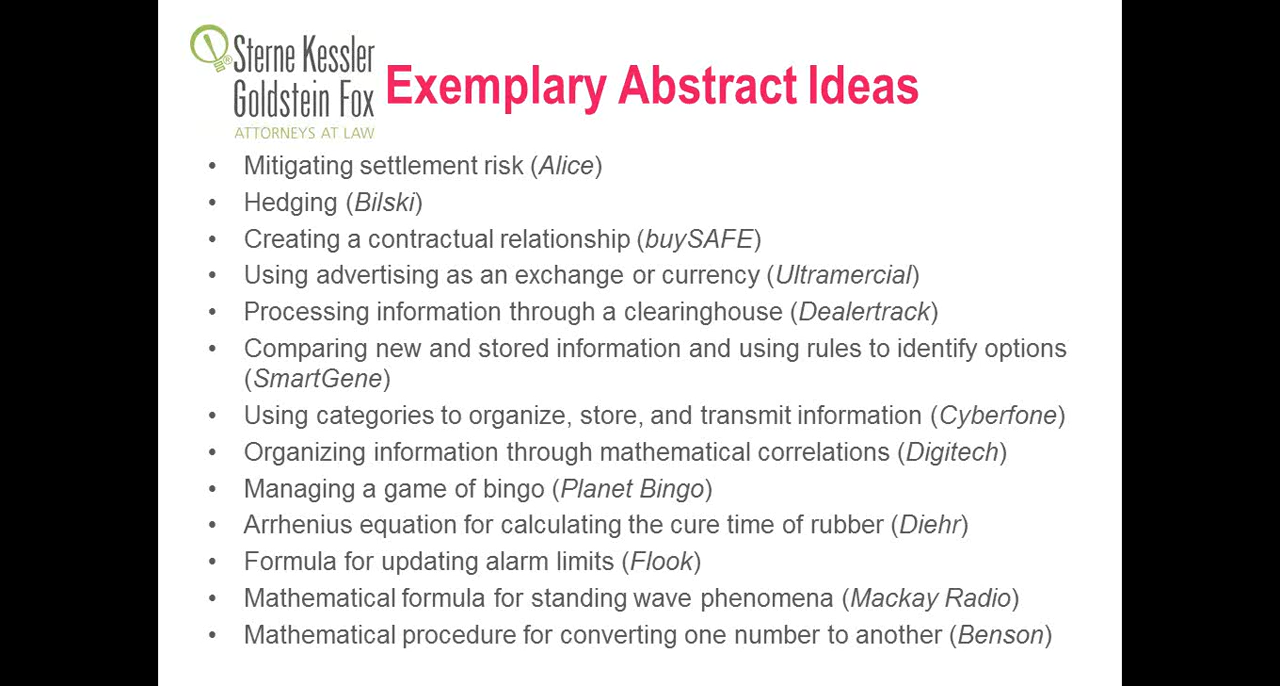 Sterne Kessler
Goldstein Fox
ATTORNEYS AT LAW
®
Exemplary Abstract Ideas
• Mitigating settlement risk (Alice)
• Hedging (Bilski)
• Creating a contractual relationship (buySAFE)
• Using advertising as an exchange or currency (Ultramercial)
• Processing information through a clearinghouse (Dealertrack)
• Comparing new and stored information and using rules to identify options
(SmartGene)
• Using categories to organize, store, and transmit information (Cyberfone)
• Organizing information through mathematical correlations (Digitech)
• Managing a game of bingo (Planet Bingo)
• Arrhenius equation for calculating the cure time of rubber (Diehr)
• Formula for updating alarm limits (Flook)
• Mathematical formula for standing wave phenomena (Mackay Radio)
• Mathematical procedure for converting one number to another (Benson)